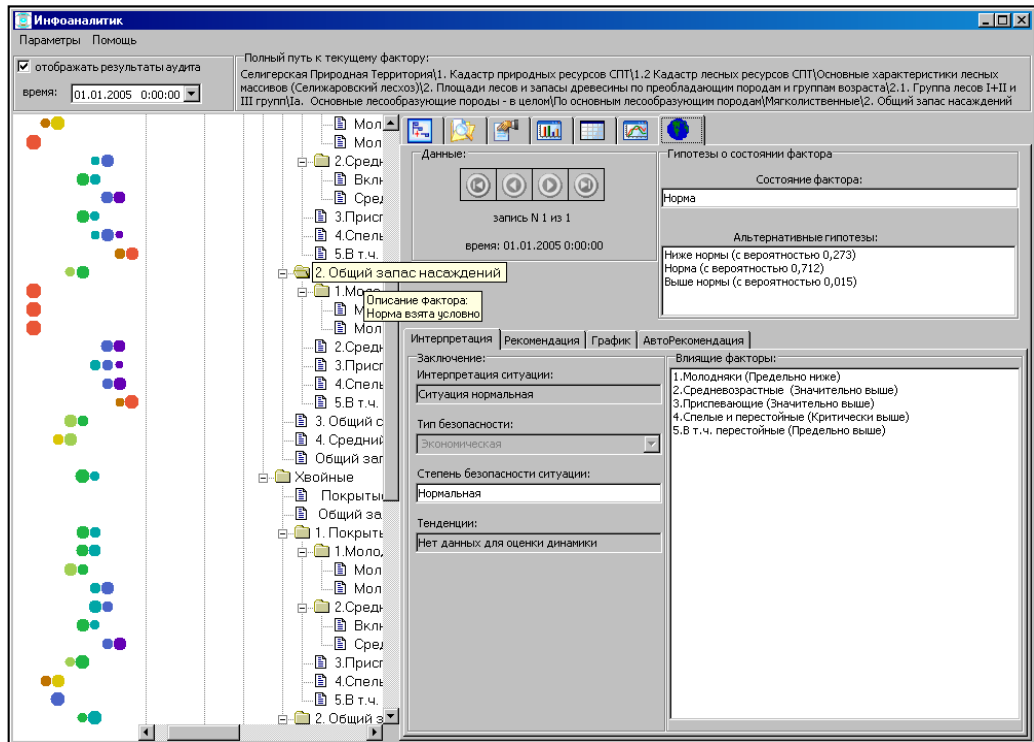 Инфоаналитик
Параметры Помощь
отображать результаты аудита
время: 01.01.2005 0:00:00
Полный путь к текущему фактору:
Селигерская Природная Территория\1. Кадастр природных ресурсов СПТ\1.2 Кадастр лесных ресурсов СПТ\Основные характеристики лесных
массивов (Селижаровский лесхоз)\2. Площади лесов и запасы древесины по преобладающим породам и группам возраста\2.1. Группа лесов I+II и
III групп\Iа. Основные лесообразующие породы - в целом\По основным лесообразующим породам\Мягколиственные\2. Общий запас насаждений
Мол
Мол
2.Средн
Вклн
Сред
3.Присп
4.Спель
5.В т.ч.
2. Общий запас насаждений
1.Моло
Описание фактора:
Норма взята условно
М
Мол
2.Средн
3.Присп
4.Спель
5.В т.ч.
3. Общий с
4. Средний
Общий зап
Хвойные
Покрыты
Общий за
1. Покрыть
1.Моло
Мол
Мол
2.Средн
Вклн
Сред
3.Присп
4.Спель
5.В т.ч.
2. Общий з
Данные:
запись N 1 из 1
время: 01.01.2005 0:00:00
Гипотезы о состоянии фактора
Состояние фактора:
Норма
Альтернативные гипотезы:
Ниже нормы (с вероятностью 0,273)
Норма (с вероятностью 0,712)
Выше нормы (с вероятностью 0,015)
Интерпретация Рекомендация График АвтоРекомендация
Заключение:
Интерпретация ситуации:
Ситуация нормальная
Тип безопасности:
Экономическая
Степень безопасности ситуации:
Нормальная
Тенденции:
Нет данных для оценки динамики
Влиящие факторы:
1.Молодняки (Предельно ниже)
2.Средневозрастные (Значительно выше)
3.Приспевающие (Значительно выше)
4.Спелые и перестойные (Критически выше)
5.В т.ч. перестойные (Предельно выше)